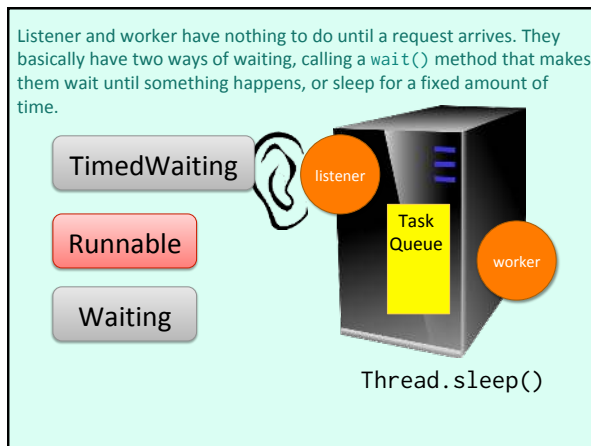 Listener and worker have nothing to do until a request arrives. They
basically have two ways of waiting, calling a wait() method that makes
them wait until something happens, or sleep for a fixed amount of
time.
TimedWaiting
listener
Runnable
Task
Queue
worker
Waiting
Thread.sleep()